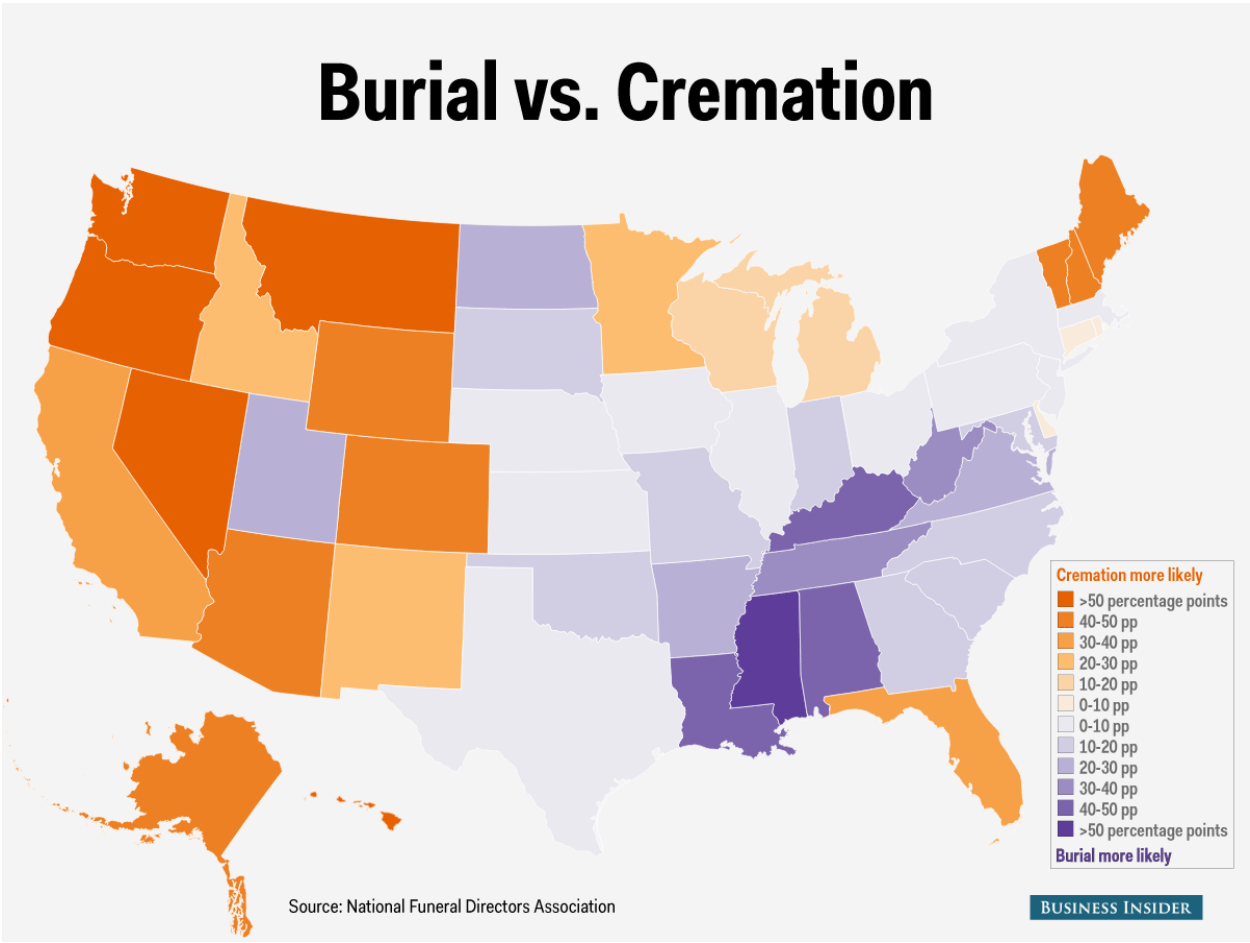 Burial vs. Cremation
Cremation more likely
>50 percentage points
40-50 pp
30-40 pp
20-30 pp
10-20 pp
0-10 pp
0-10 pp
10-20 pp
20-30 pp
30-40 pp
40-50 pp
>50 percentage points
Burial more likely
Source: National Funeral Directors Association
BUSINESS INSIDER